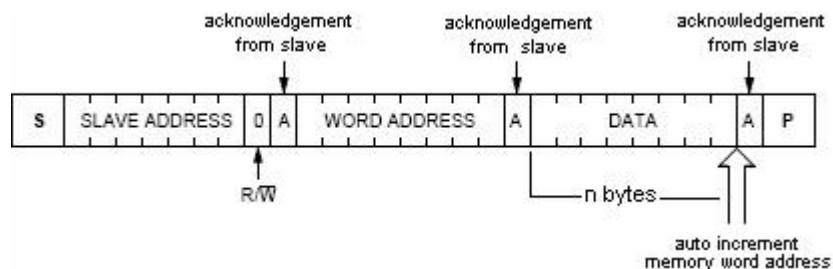 acknowledgement acknowledgement acknowledgement
from slave from slave from slave
S SLAVE ADDRESS 0 A WORD ADDRESS A DATA A P
R/W̅
n bytes
auto increment
memory word address